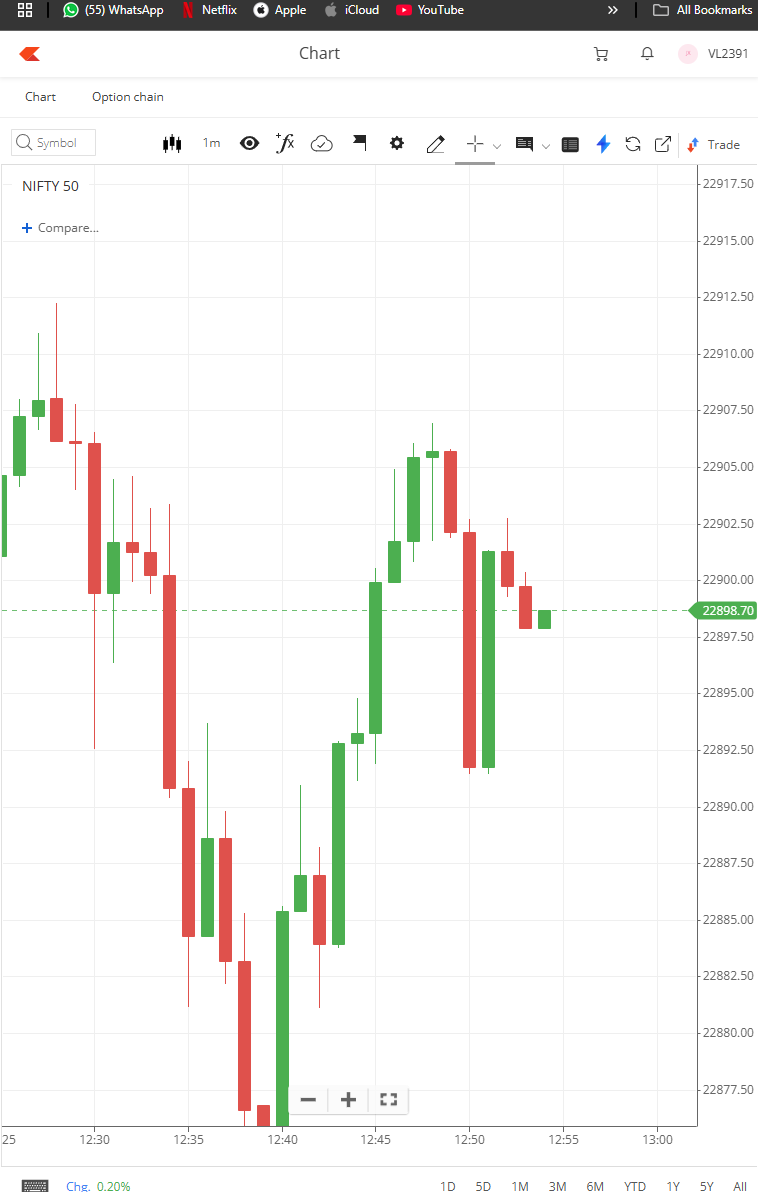 (55) WhatsApp Netflix Apple iCloud YouTube » All Bookmarks
Chart VL2391
Chart Option chain
Symbol 1m fx Trade
NIFTY 50
+ Compare...
22917.50
22915.00
22912.50
22910.00
22907.50
22905.00
22902.50
22900.00
22898.70
22897.50
22895.00
22892.50
22890.00
22887.50
22885.00
22882.50
22880.00
22877.50
25 12:30 12:35 12:40 12:45 12:50 12:55 13:00
Chg. 0.20% 1D 5D 1M 3M 6M YTD 1Y 5Y All